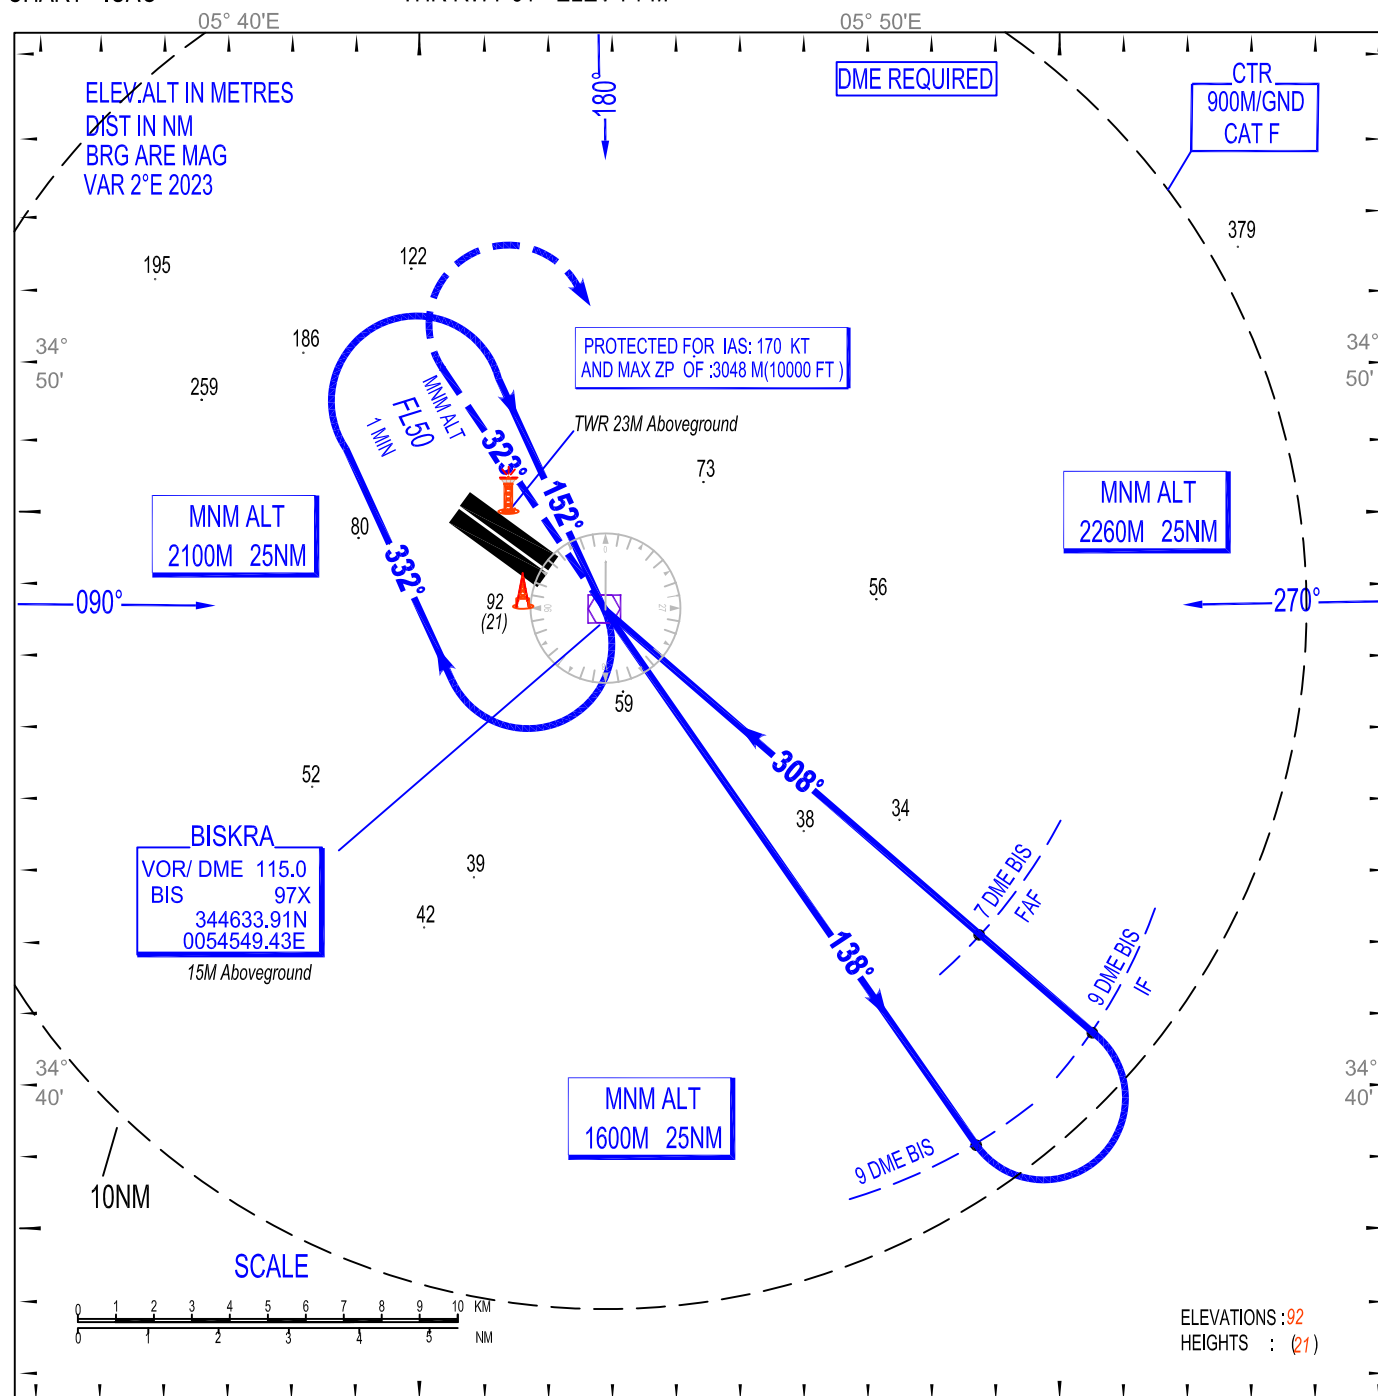 05° 40'E
05° 50'E
ELEV.ALT IN METRES
DIST IN NM
BRG ARE MAG
VAR 2°E 2023
180°
DME REQUIRED
CTR
900M/GND
CAT F
379
195
122
186
259
34°
50'
34°
50'
PROTECTED FOR IAS: 170 KT
AND MAX ZP OF :3048 M(10000 FT )
MNM ALT
FL50
1 MIN
TWR 23M Aboveground
323°
152°
332°
73
80
MNM ALT
2100M 25NM
MNM ALT
2260M 25NM
090°
270°
92
(21)
56
59
52
308°
38
34
BISKRA
VOR/ DME 115.0
BIS 97X
344633.91N
0054549.43E
15M Aboveground
39
42
138°
7 DME BIS
FAF
9 DME BIS
IF
9 DME BIS
34°
40'
34°
40'
MNM ALT
1600M 25NM
10NM
SCALE
0 1 2 3 4 5 6 7 8 9 10 KM
0 1 2 3 4 5 NM
ELEVATIONS :92
HEIGHTS : (21)